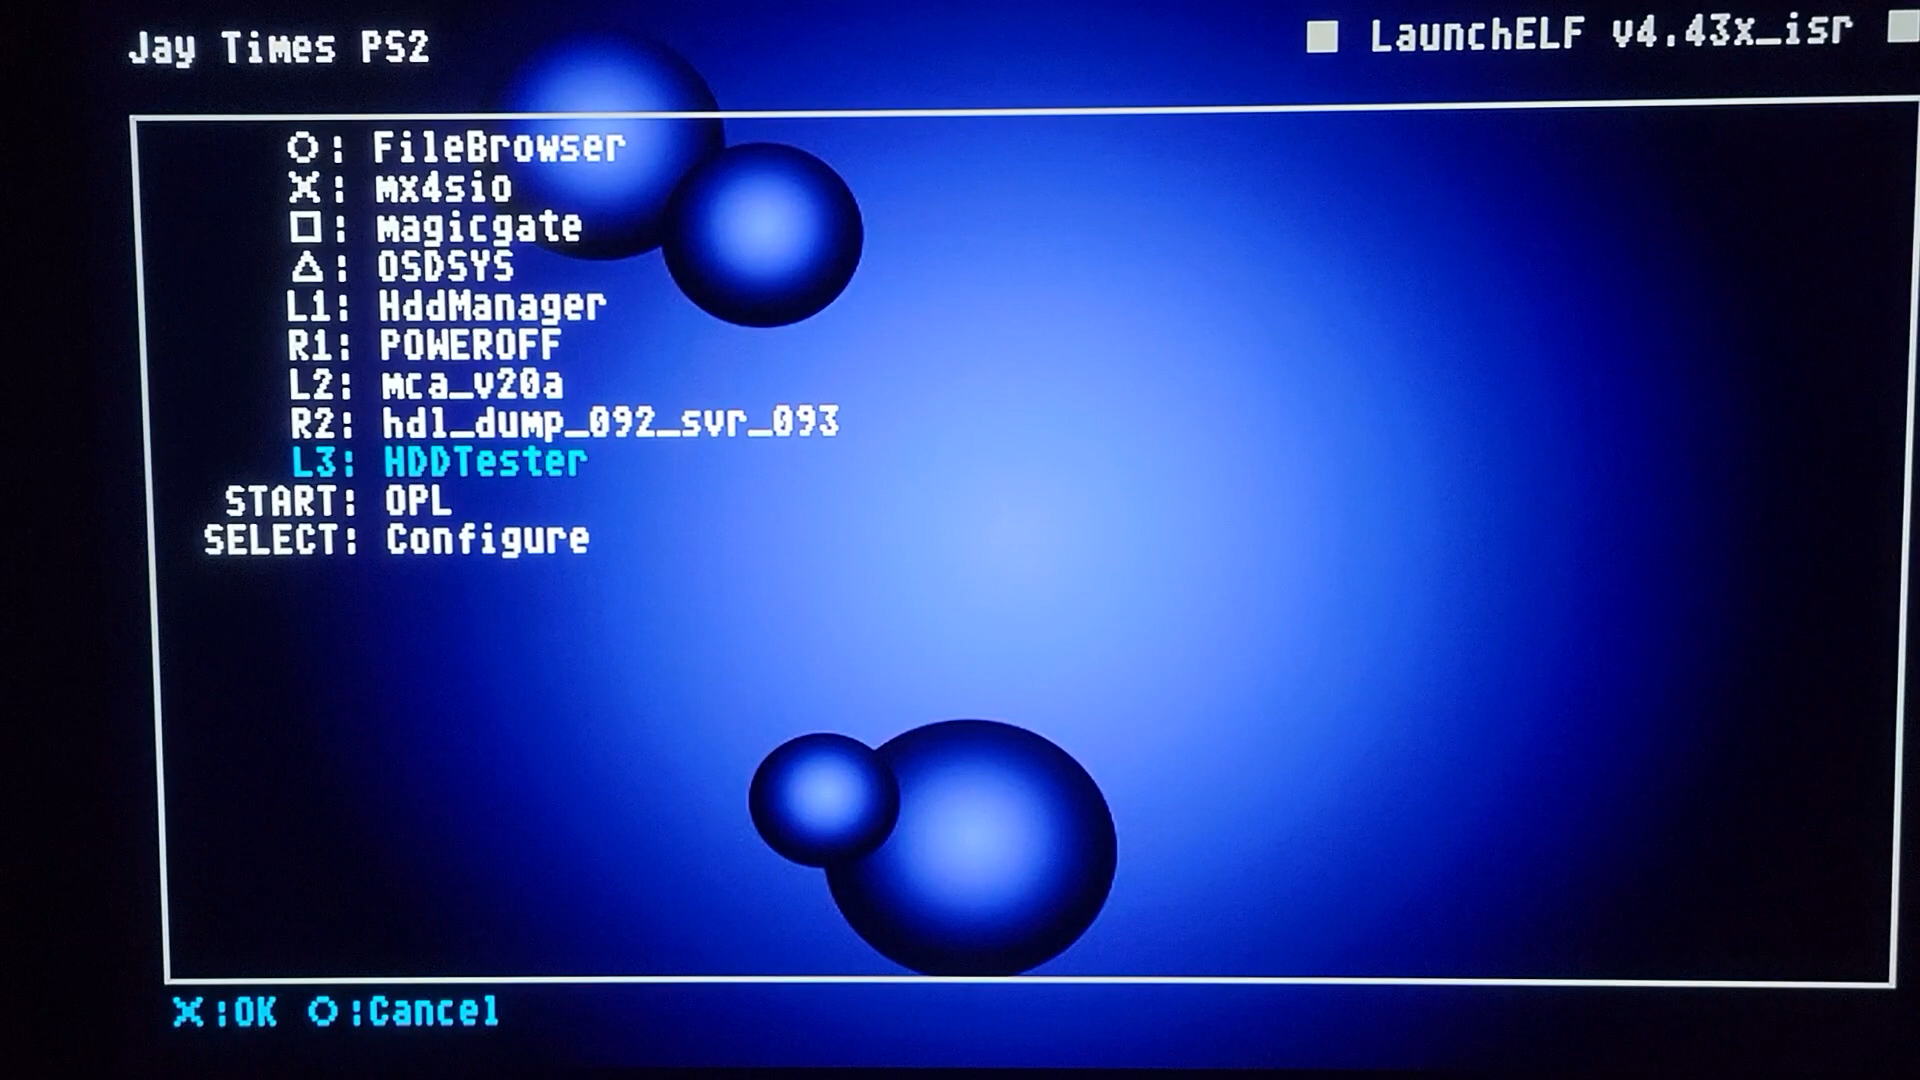 Jay Times PS2
■ LaunchELF v4.43x_isr ■
○: FileBrowser
X: mx4sio
□: magicgate
△: OSDSYS
L1: HddManager
R1: POWEROFF
L2: mca_v20a
R2: hdl_dump_092_svr_093
L3: HDDTester
START: OPL
SELECT: Configure
X:OK ○:Cancel